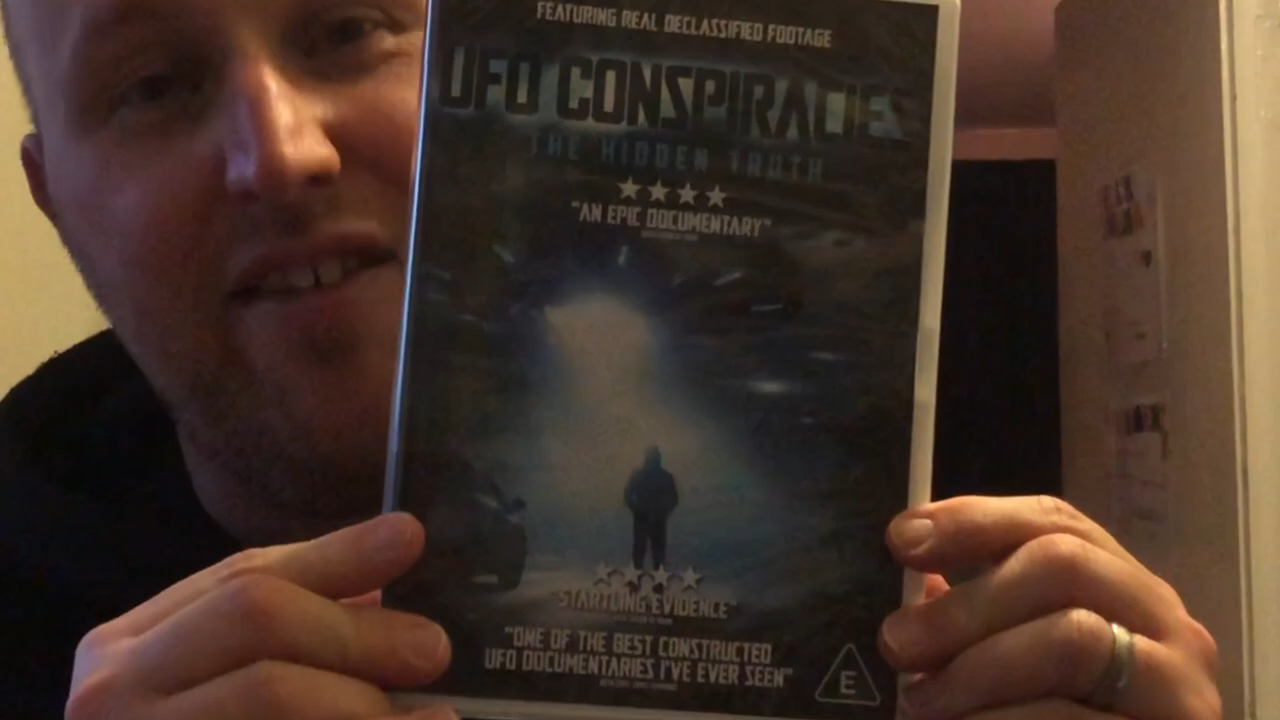 FEATURING REAL DECLASSIFIED FOOTAGE
UFO CONSPIRACIES
THE HIDDEN TRUTH
"AN EPIC DOCUMENTARY"
"STARTLING EVIDENCE"
"ONE OF THE BEST CONSTRUCTED
UFO DOCUMENTARIES I'VE EVER SEEN"
E